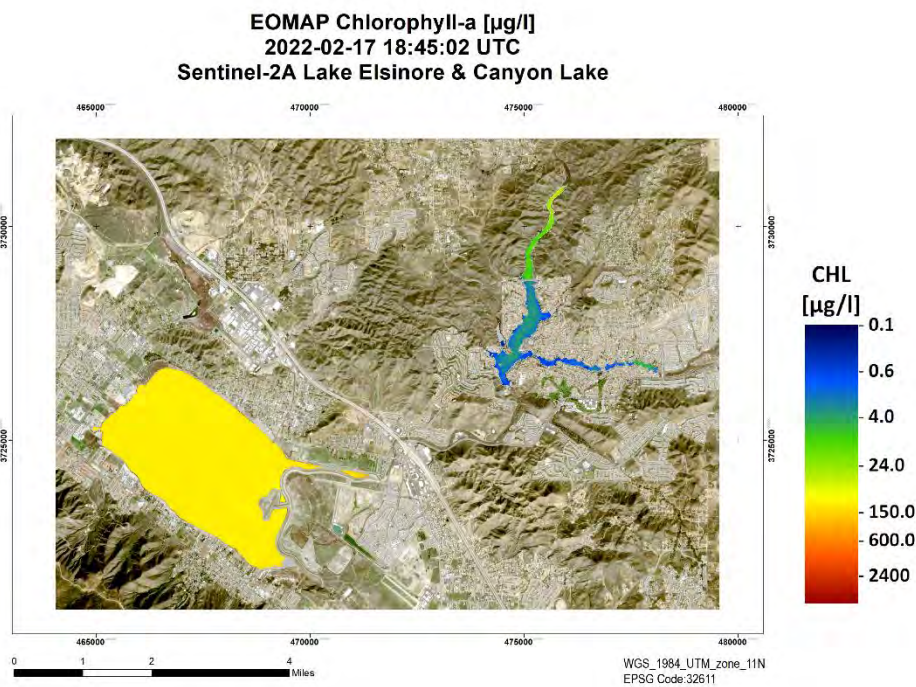 EOMAP Chlorophyll-a [µg/l]
2022-02-17 18:45:02 UTC
Sentinel-2A Lake Elsinore & Canyon Lake
465000 470000 475000 480000
3730000 3730000
3725000 3725000
CHL
[µg/l]
0.1
0.6
4.0
24.0
150.0
600.0
2400
465000 470000 475000 480000
0 1 2 4
Miles
WGS_1984_UTM_zone_11N
EPSG Code:32611